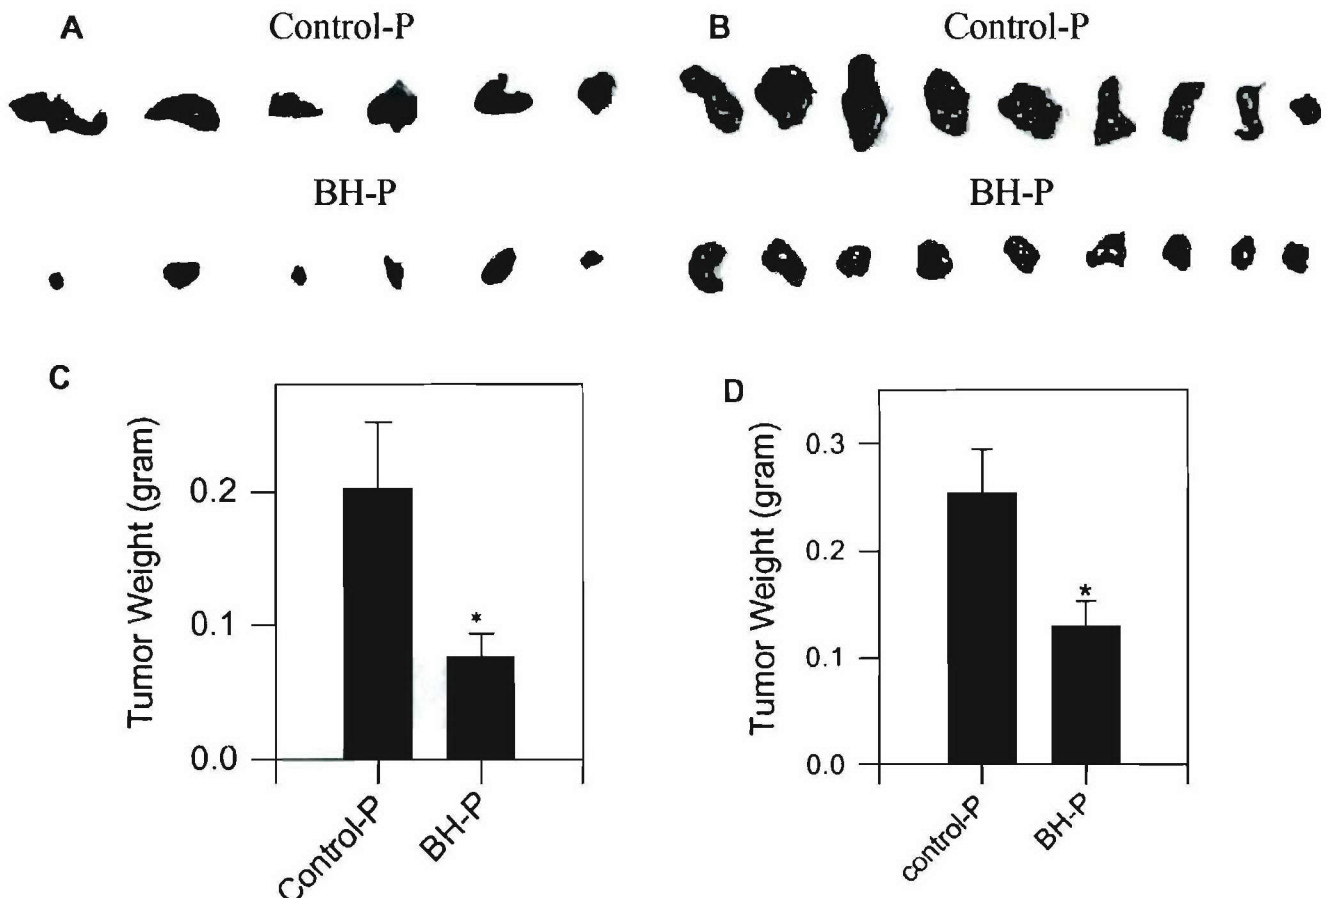 A
Control-P
BH-P
B
Control-P
BH-P
C
Tumor Weight (gram)
0.2
0.1
0.0
*
Control-P
BH-P
D
Tumor Weight (gram)
0.3
0.2
0.1
0.0
*
control-P
BH-P